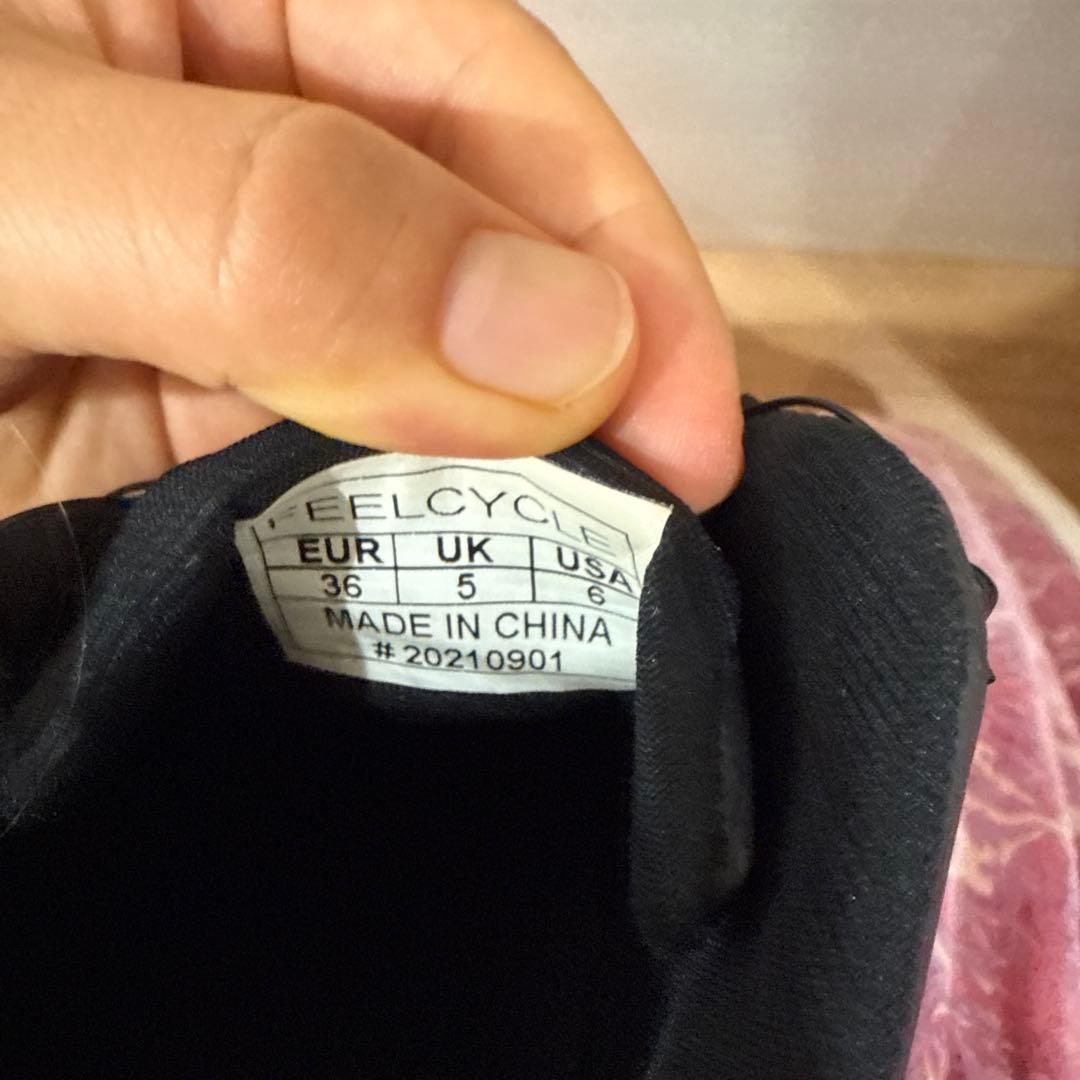 FEELCYCLE
EUR UK USA
36 5 6
MADE IN CHINA
#20210901